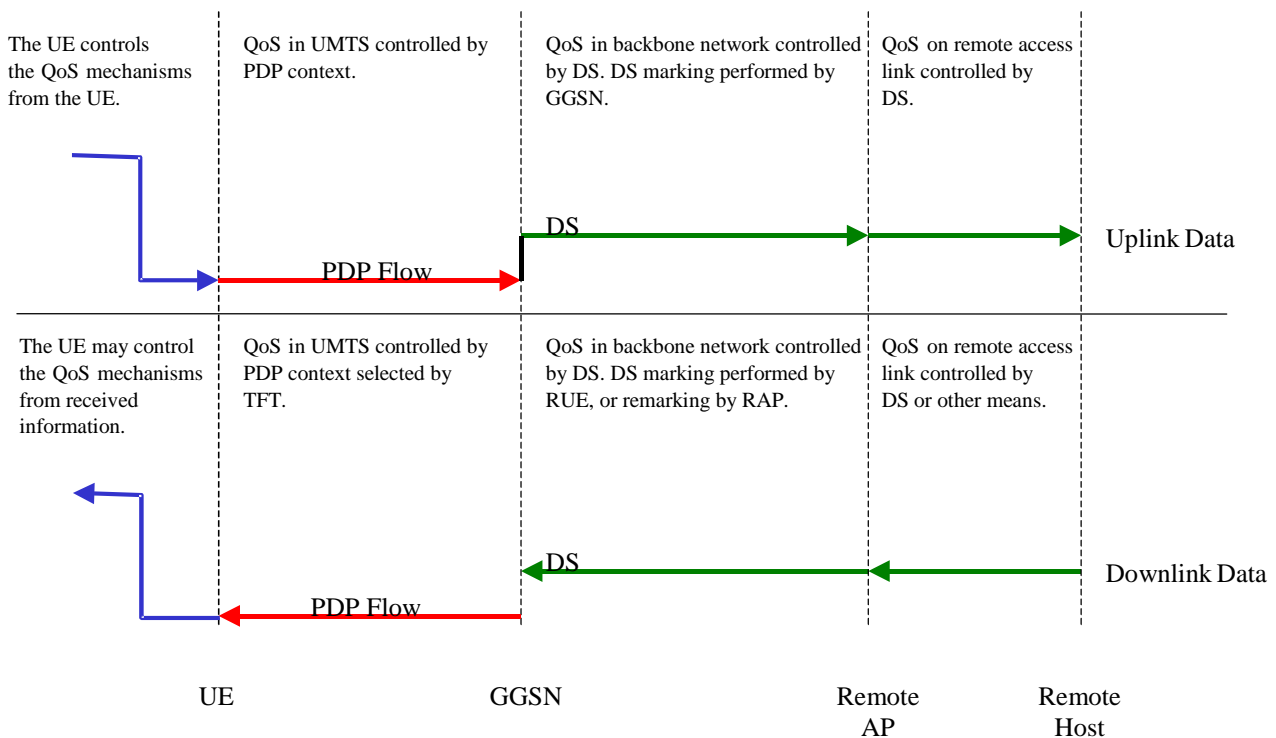 The UE controls
the QoS mechanisms
from the UE.
QoS in UMTS controlled by
PDP context.
QoS in backbone network controlled
by DS. DS marking performed by
GGSN.
QoS on remote access
link controlled by
DS.
DS
PDP Flow
Uplink Data
The UE may control
the QoS mechanisms
from received
information.
QoS in UMTS controlled by
PDP context selected by
TFT.
QoS in backbone network controlled
by DS. DS marking performed by
RUE, or remarking by RAP.
QoS on remote access
link controlled by
DS or other means.
DS
PDP Flow
Downlink Data
UE
GGSN
Remote
AP
Remote
Host